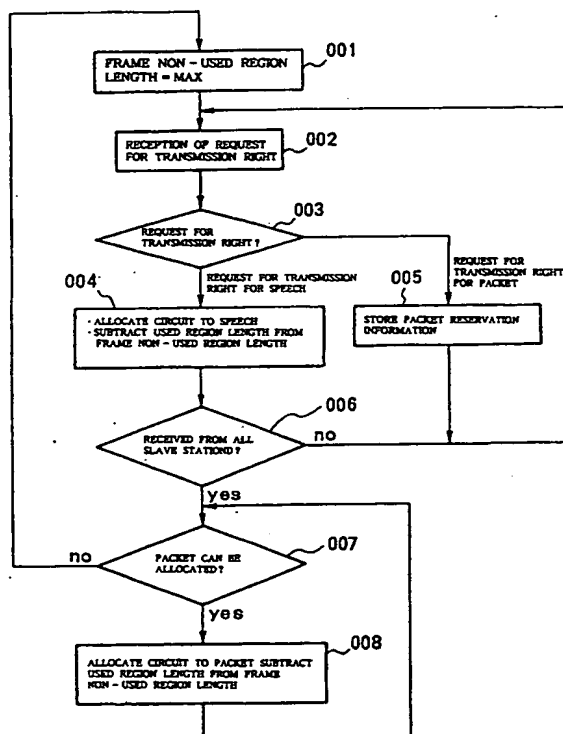 001
FRAME NON-USED REGION
LENGTH = MAX
002
RECEPTION OF REQUEST
FOR TRANSMISSION RIGHT
003
REQUEST FOR
TRANSMISSION RIGHT?
REQUEST FOR
TRANSMISSION RIGHT
FOR PACKET
REQUEST FOR TRANSMISSION
RIGHT FOR SPEECH
004
· ALLOCATE CIRCUIT TO SPEECH
· SUBTRACT USED REGION LENGTH FROM
FRAME NON-USED REGION LENGTH
005
STORE PACKET RESERVATION
INFORMATION
006
RECEIVED FROM ALL
SLAVE STATIOND?
no
yes
007
PACKET CAN BE
ALLOCATED?
no
yes
008
ALLOCATE CIRCUIT TO PACKET SUBTRACT
USED REGION LENGTH FROM FRAME
NON-USED REGION LENGTH